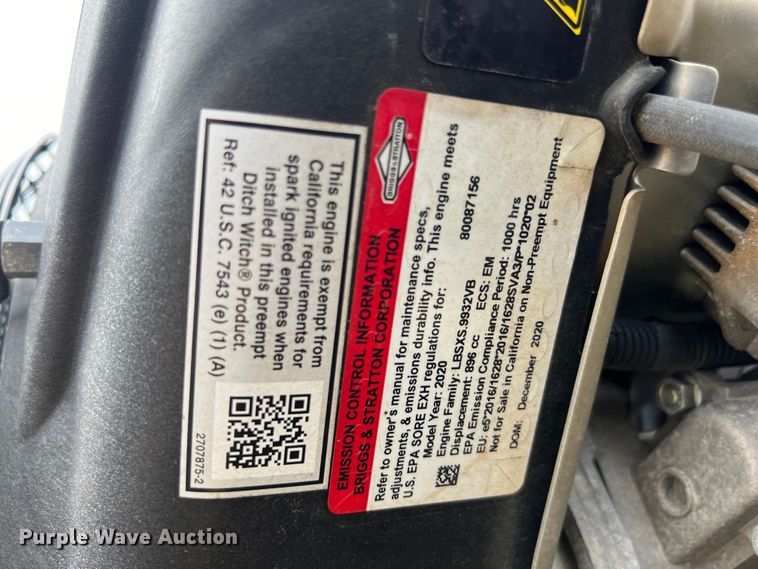 This engine is exempt from
California requirements for
spark ignited engines when
installed in this preempt
Ditch Witch® Product.
Ref: 42 U.S.C. 7543 (e) (1) (A)
2707875-2
BRIGGS & STRATTON
EMISSION CONTROL INFORMATION
BRIGGS & STRATTON CORPORATION
Refer to owner's manual for maintenance specs,
adjustments, & emissions durability info. This engine meets
U.S. EPA SORE EXH regulations for:
Model Year: 2020 80087156
Engine Family: LBSXS.9932VB
Displacement: 896 cc ECS: EM
EPA Emission Compliance Period: 1000 hrs
EU: e5*2016/1628*2016/1628SVA3/P*1020*02
Not for Sale in California on Non-Preempt Equipment
DOM: December 2020
Purple Wave Auction